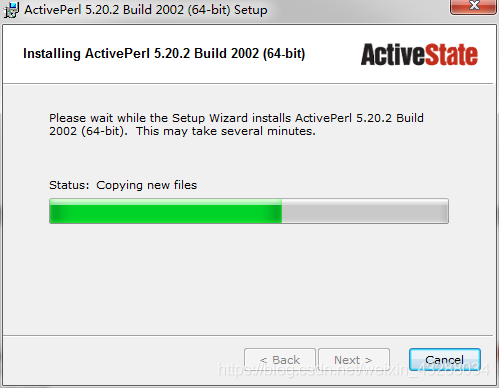 ActivePerl 5.20.2 Build 2002 (64-bit) Setup
Installing ActivePerl 5.20.2 Build 2002 (64-bit)
ActiveState
Please wait while the Setup Wizard installs ActivePerl 5.20.2 Build
2002 (64-bit). This may take several minutes.
Status: Copying new files
< Back
Next >
Cancel
https://blog.csdn.net/weixin_43288034